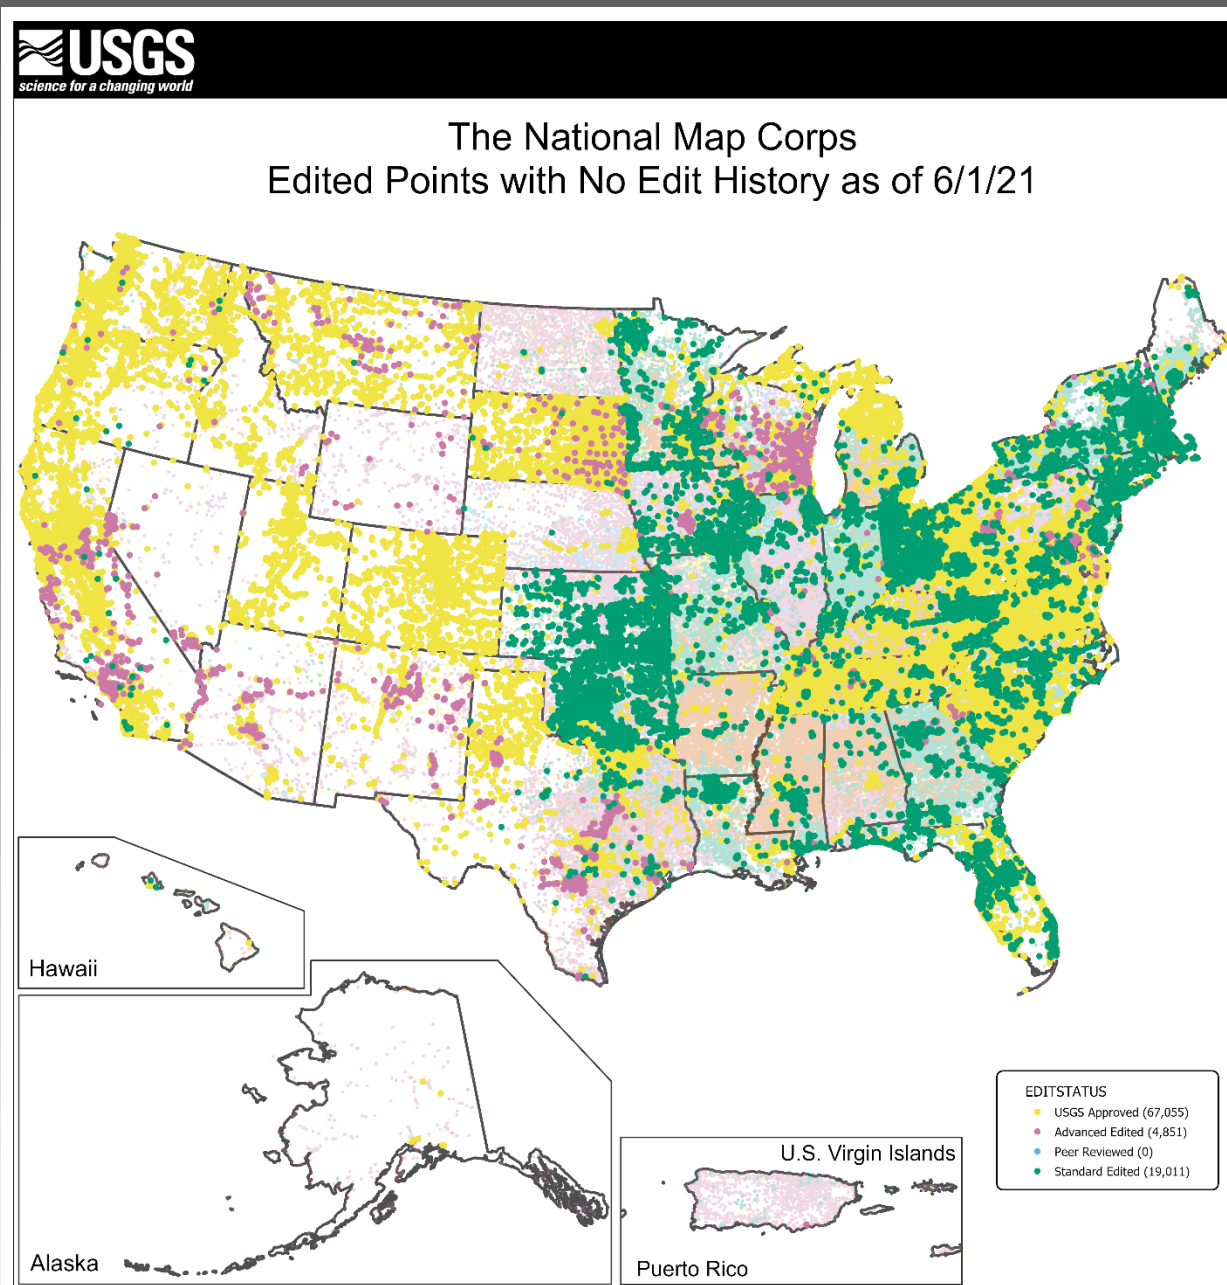 USGS
science for a changing world
The National Map Corps
Edited Points with No Edit History as of 6/1/21
Hawaii
Alaska
U.S. Virgin Islands
Puerto Rico
EDITSTATUS
USGS Approved (67,055)
Advanced Edited (4,851)
Peer Reviewed (0)
Standard Edited (19,011)